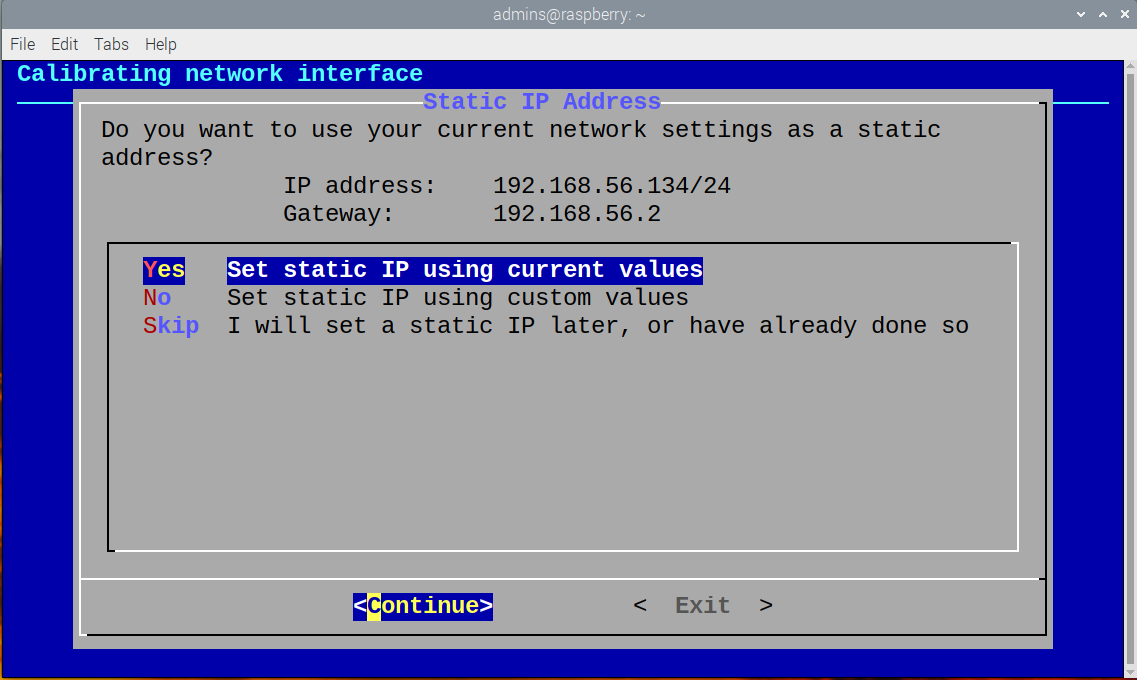 admins@raspberry: ~
File Edit Tabs Help
Calibrating network interface
Static IP Address
Do you want to use your current network settings as a static
address?
IP address: 192.168.56.134/24
Gateway: 192.168.56.2
Yes Set static IP using current values
No Set static IP using custom values
Skip I will set a static IP later, or have already done so
<Continue> < Exit >